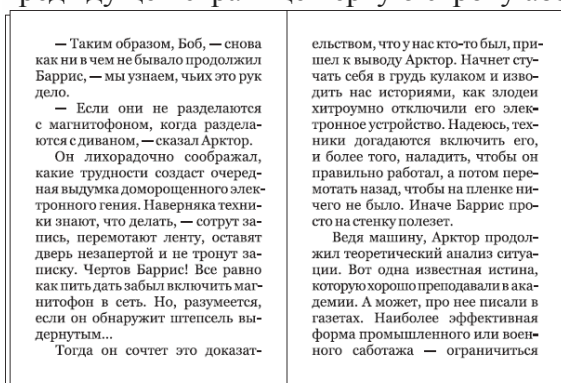 — Таким образом, Боб, — снова
как ни в чем не бывало продолжил
Баррис, — мы узнаем, чьих это рук
дело.
— Если они не разделаются
с магнитофоном, когда раздела-
ются с диваном, — сказал Арктор.
Он лихорадочно соображал,
какие трудности создаст очеред-
ная выдумка доморощенного элек-
тронного гения. Наверняка техни-
ки знают, что делать, — сотрут за-
пись, перемотают ленту, оставят
дверь незапертой и не тронут за-
писку. Чертов Баррис! Все равно
как пить дать забыл включить маг-
нитофон в сеть. Но, разумеется,
если он обнаружит штепсель вы-
дернутым...
Тогда он сочтет это доказат-
ельством, что у нас кто-то был, при-
шел к выводу Арктор. Начнет сту-
чать себя в грудь кулаком и изво-
дить нас историями, как злодеи
хитроумно отключили его элек-
тронное устройство. Надеюсь, тех-
ники догадаются включить его,
и более того, наладить, чтобы он
правильно работал, а потом пере-
мотать назад, чтобы на пленке ни-
чего не было. Иначе Баррис про-
сто на стенку полезет.
Ведя машину, Арктор продол-
жил теоретический анализ ситуа-
ции. Вот одна известная истина,
которую хорошо преподавали в ака-
демии. А может, про нее писали в
газетах. Наиболее эффективная
форма промышленного или воен-
ного саботажа — ограничиться